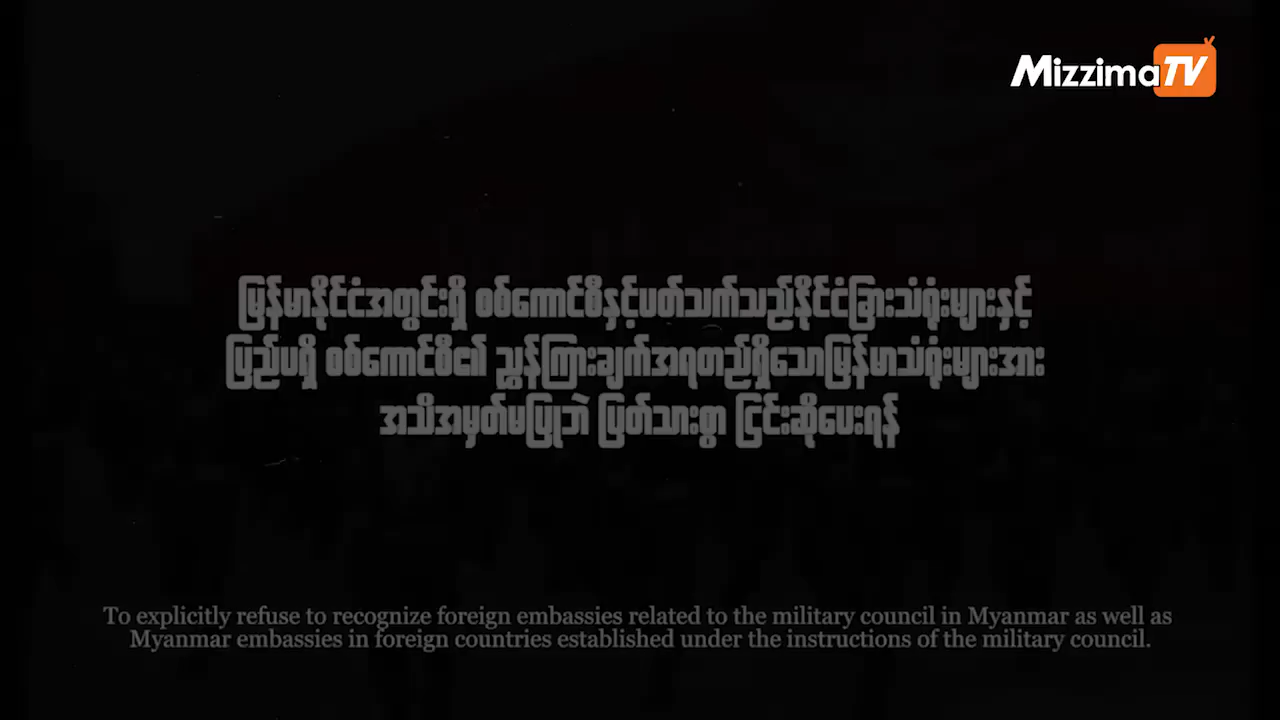 MizzimaTV
မြန်မာနိုင်ငံအတွင်းရှိ စစ်ကောင်စီနှင့်ပတ်သက်သည့်နိုင်ငံခြားသံရုံးများနှင့်
ပြည်ပရှိ စစ်ကောင်စီ၏ ညွှန်ကြားချက်အရတည်ရှိသောမြန်မာသံရုံးများအား
အသိအမှတ်မပြုဘဲ ပြတ်သားစွာ ငြင်းဆိုပေးရန်
To explicitly refuse to recognize foreign embassies related to the military council in Myanmar as well as
Myanmar embassies in foreign countries established under the instructions of the military council.